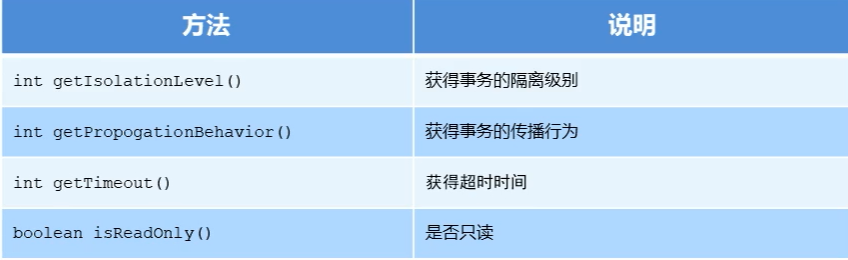 方法 说明
int getIsolationLevel() 获得事务的隔离级别
int getPropogationBehavior() 获得事务的传播行为
int getTimeout() 获得超时时间
boolean isReadOnly() 是否只读